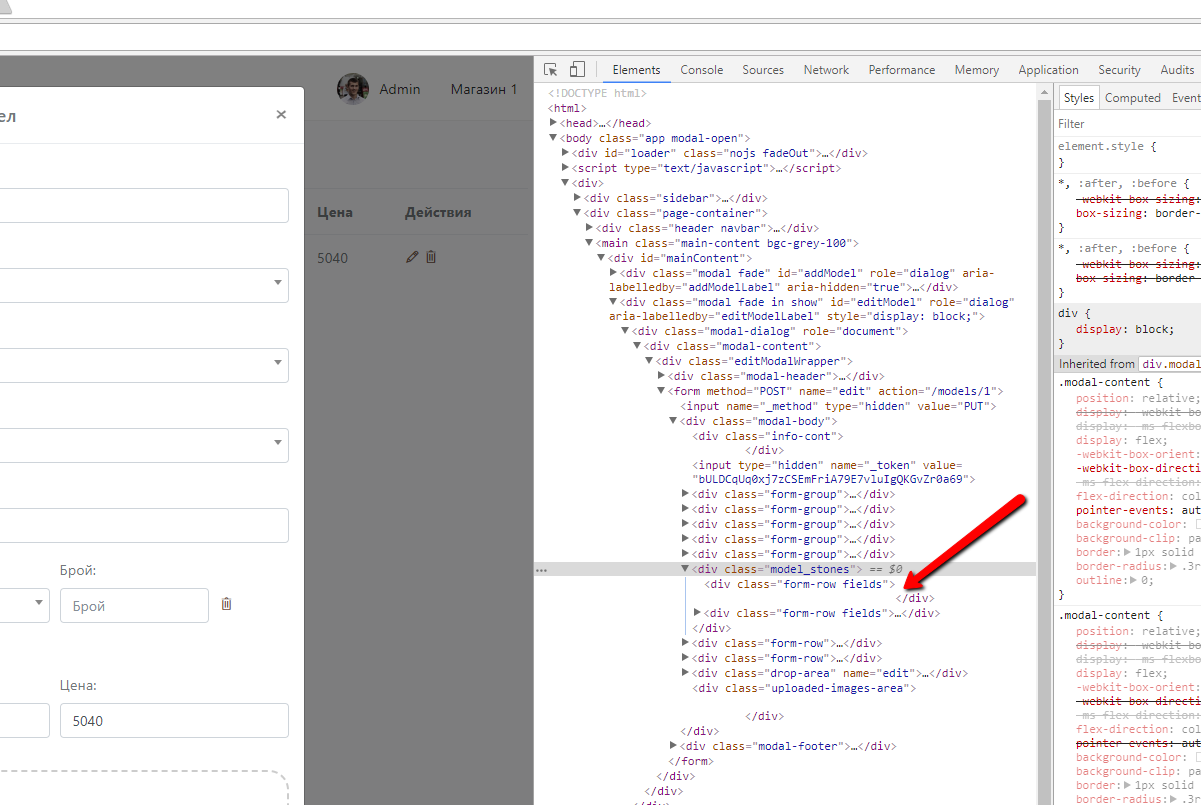 Elements Console Sources Network Performance Memory Application Security Audits
Admin Магазин 1
ел ×
Цена Действия
5040
Брой:
Брой
Цена:
5040
<!DOCTYPE html>
<html>
▶<head>…</head>
▼<body class="app modal-open">
▶<div id="loader" class="nojs fadeOut">…</div>
▶<script type="text/javascript">…</script>
▼<div>
▶<div class="sidebar">…</div>
▼<div class="page-container">
▶<div class="header navbar">…</div>
▼<main class="main-content bgc-grey-100">
▼<div id="mainContent">
▶<div class="modal fade" id="addModel" role="dialog" aria-
labelledby="addModelLabel" aria-hidden="true">…</div>
▼<div class="modal fade in show" id="editModel" role="dialog"
aria-labelledby="editModelLabel" style="display: block;">
▼<div class="modal-dialog" role="document">
▼<div class="modal-content">
▼<div class="editModalWrapper">
▶<div class="modal-header">…</div>
▼<form method="POST" name="edit" action="/models/1">
<input name="_method" type="hidden" value="PUT">
▼<div class="modal-body">
<div class="info-cont">
</div>
<input type="hidden" name="_token" value=
"bULDCqUq0xj7zCSEmFriA79E7vluIgQKGvZr0a69">
▶<div class="form-group">…</div>
▶<div class="form-group">…</div>
▶<div class="form-group">…</div>
▶<div class="form-group">…</div>
▶<div class="form-group">…</div>
… ▼<div class="model_stones"> == $0
<div class="form-row fields">
</div>
▶<div class="form-row fields">…</div>
</div>
▶<div class="form-row">…</div>
▶<div class="form-row">…</div>
▶<div class="drop-area" name="edit">…</div>
<div class="uploaded-images-area">
</div>
</div>
▶<div class="modal-footer">…</div>
</form>
</div>
</div>
Styles Computed Event
Filter
element.style {
}
*, :after, :before {
-webkit-box-sizing:
box-sizing: border-
}
*, :after, :before {
-webkit-box-sizing:
box-sizing: border-
}
div {
display: block;
}
Inherited from div.modal
.modal-content {
position: relative;
display: -webkit-bo
display: -ms-flexbo
display: flex;
-webkit-box-orient:
-webkit-box-directi
-ms-flex-direction:
flex-direction: col
pointer-events: aut
background-color:
background-clip: pa
border:▶1px solid
border-radius:▶.3r
outline:▶0;
}
.modal-content {
position: relative;
display: -webkit-bo
display: -ms-flexbo
display: flex;
-webkit-box-orient:
-webkit-box-directi
-ms-flex-direction:
flex-direction: col
pointer-events: aut
background-color:
background-clip: pa
border:▶1px solid
border-radius:▶.3r